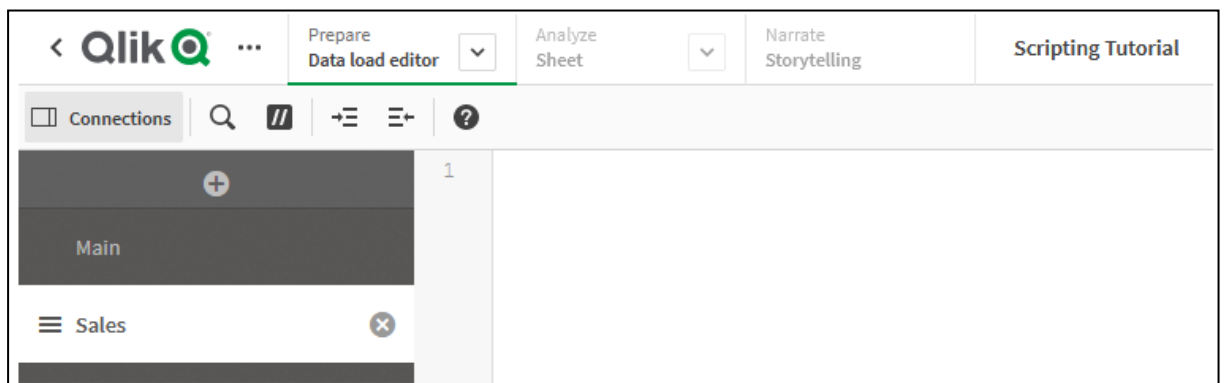 Qlik
Prepare
Data load editor
Analyze
Sheet
Narrate
Storytelling
Scripting Tutorial
Connections
//
?
1
Main
Sales